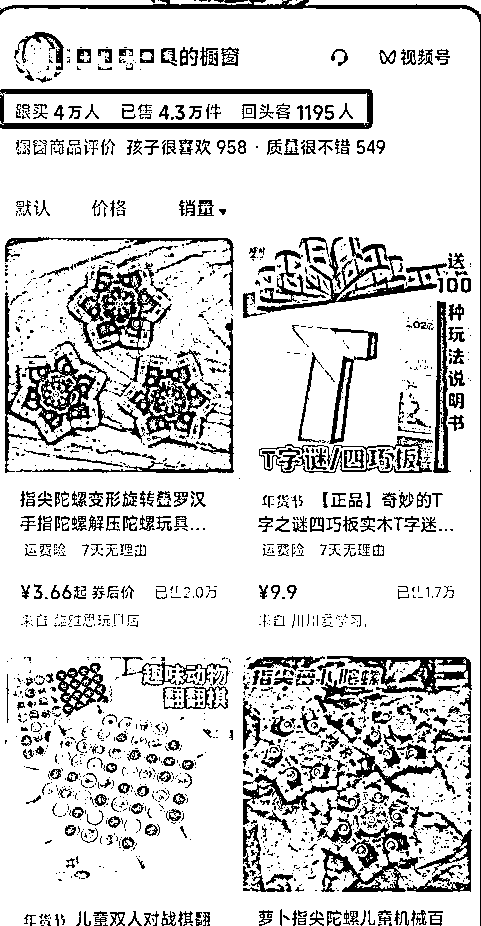 的橱窗
视频号
跟买 4万人 已售 4.3万件 回头客 1195人
橱窗商品评价 孩子很喜欢 958 · 质量很不错 549
默认 价格 销量
送
100
种玩法说明书
T字谜/四巧板
指尖陀螺变形旋转叠罗汉
手指陀螺解压陀螺玩具...
运费险 7天无理由
¥3.66起 券后价 已售2.0万
年货节 【正品】奇妙的T
字之谜四巧板实木T字迷...
运费险 7天无理由
¥9.9 已售1.7万
来自 川川爱学习.
趣味动物
翻翻棋
指尖萝卜陀螺
年货节 儿童双人对战棋翻
萝卜指尖陀螺儿童机械百